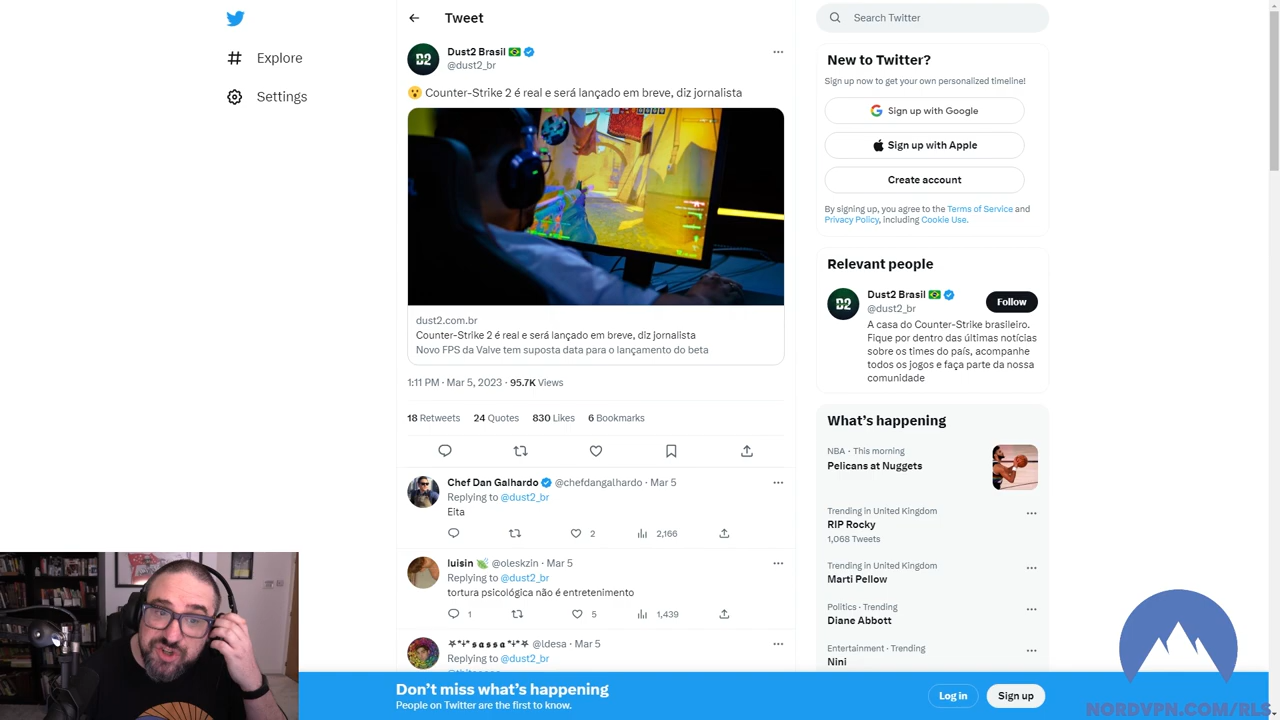 Explore
Settings
Tweet
D2
Dust2 Brasil
@dust2_br
Counter-Strike 2 é real e será lançado em breve, diz jornalista
dust2.com.br
Counter-Strike 2 é real e será lançado em breve, diz jornalista
Novo FPS da Valve tem suposta data para o lançamento do beta
1:11 PM · Mar 5, 2023 · 95.7K Views
18 Retweets 24 Quotes 830 Likes 6 Bookmarks
Chef Dan Galhardo @chefdangalhardo · Mar 5
Replying to @dust2_br
Eita
2 2,166
luisin @oleskzin · Mar 5
Replying to @dust2_br
tortura psicológica não é entretenimento
1 5 1,439
sassa @ldesa · Mar 5
Replying to @dust2_br
Search Twitter
New to Twitter?
Sign up now to get your own personalized timeline!
Sign up with Google
Sign up with Apple
Create account
By signing up, you agree to the Terms of Service and
Privacy Policy, including Cookie Use.
Relevant people
D2
Dust2 Brasil
Follow
@dust2_br
A casa do Counter-Strike brasileiro.
Fique por dentro das últimas notícias
sobre os times do país, acompanhe
todos os jogos e faça parte da nossa
comunidade
What's happening
NBA · This morning
Pelicans at Nuggets
Trending in United Kingdom
RIP Rocky
1,068 Tweets
Trending in United Kingdom
Marti Pellow
Politics · Trending
Diane Abbott
Entertainment · Trending
Nini
Don't miss what's happening
People on Twitter are the first to know.
Log in
Sign up
NORDVPN.COM/RLS